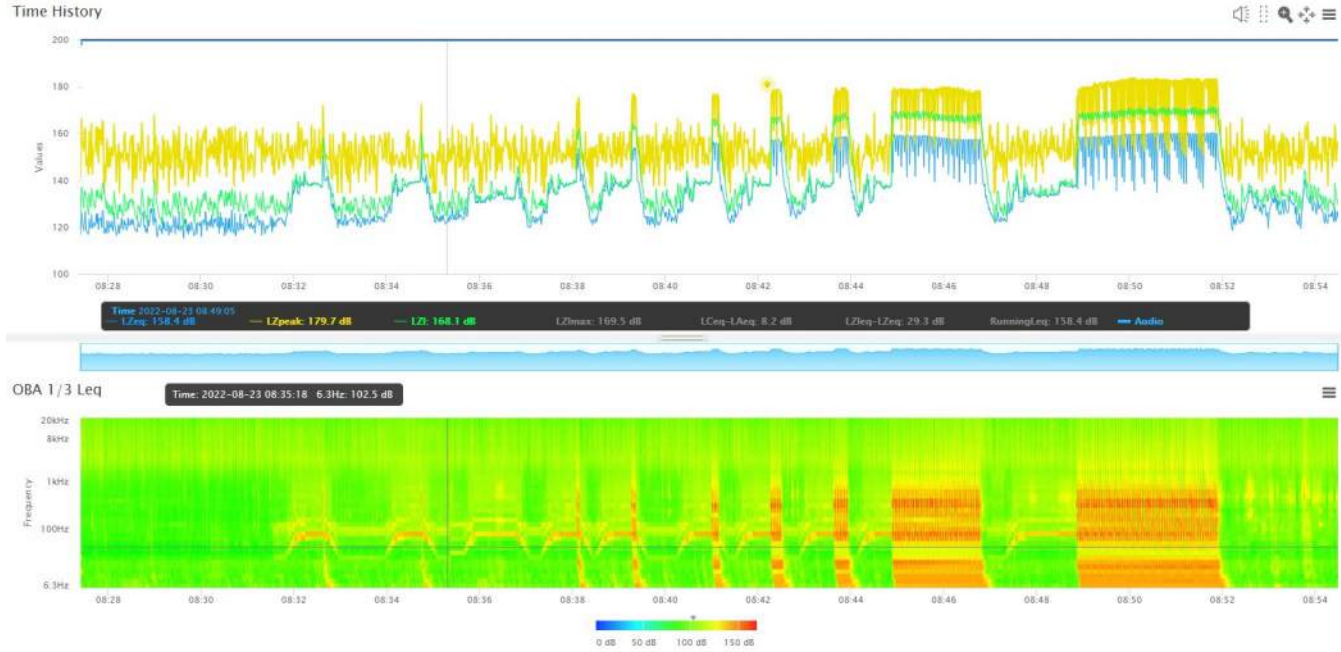 Time History
200
180
160
140
120
100
Values
08:28 08:30 08:32 08:34 08:36 08:38 08:40 08:42 08:44 08:46 08:48 08:50 08:52 08:54
Time 2022-08-23 08:49:05
LZeq: 158.4 dB LZpeak: 179.7 dB LZI: 168.1 dB LZImax: 169.5 dB LCeq-LAeq: 8.2 dB LZIeq-LZeq: 29.3 dB RunningLeq: 158.4 dB Audio
OBA 1/3 Leq
Time: 2022-08-23 08:35:18 6.3Hz: 102.5 dB
20kHz
8kHz
1kHz
100Hz
6.3Hz
Frequency
08:28 08:30 08:32 08:34 08:36 08:38 08:40 08:42 08:44 08:46 08:48 08:50 08:52 08:54
0 dB 50 dB 100 dB 150 dB